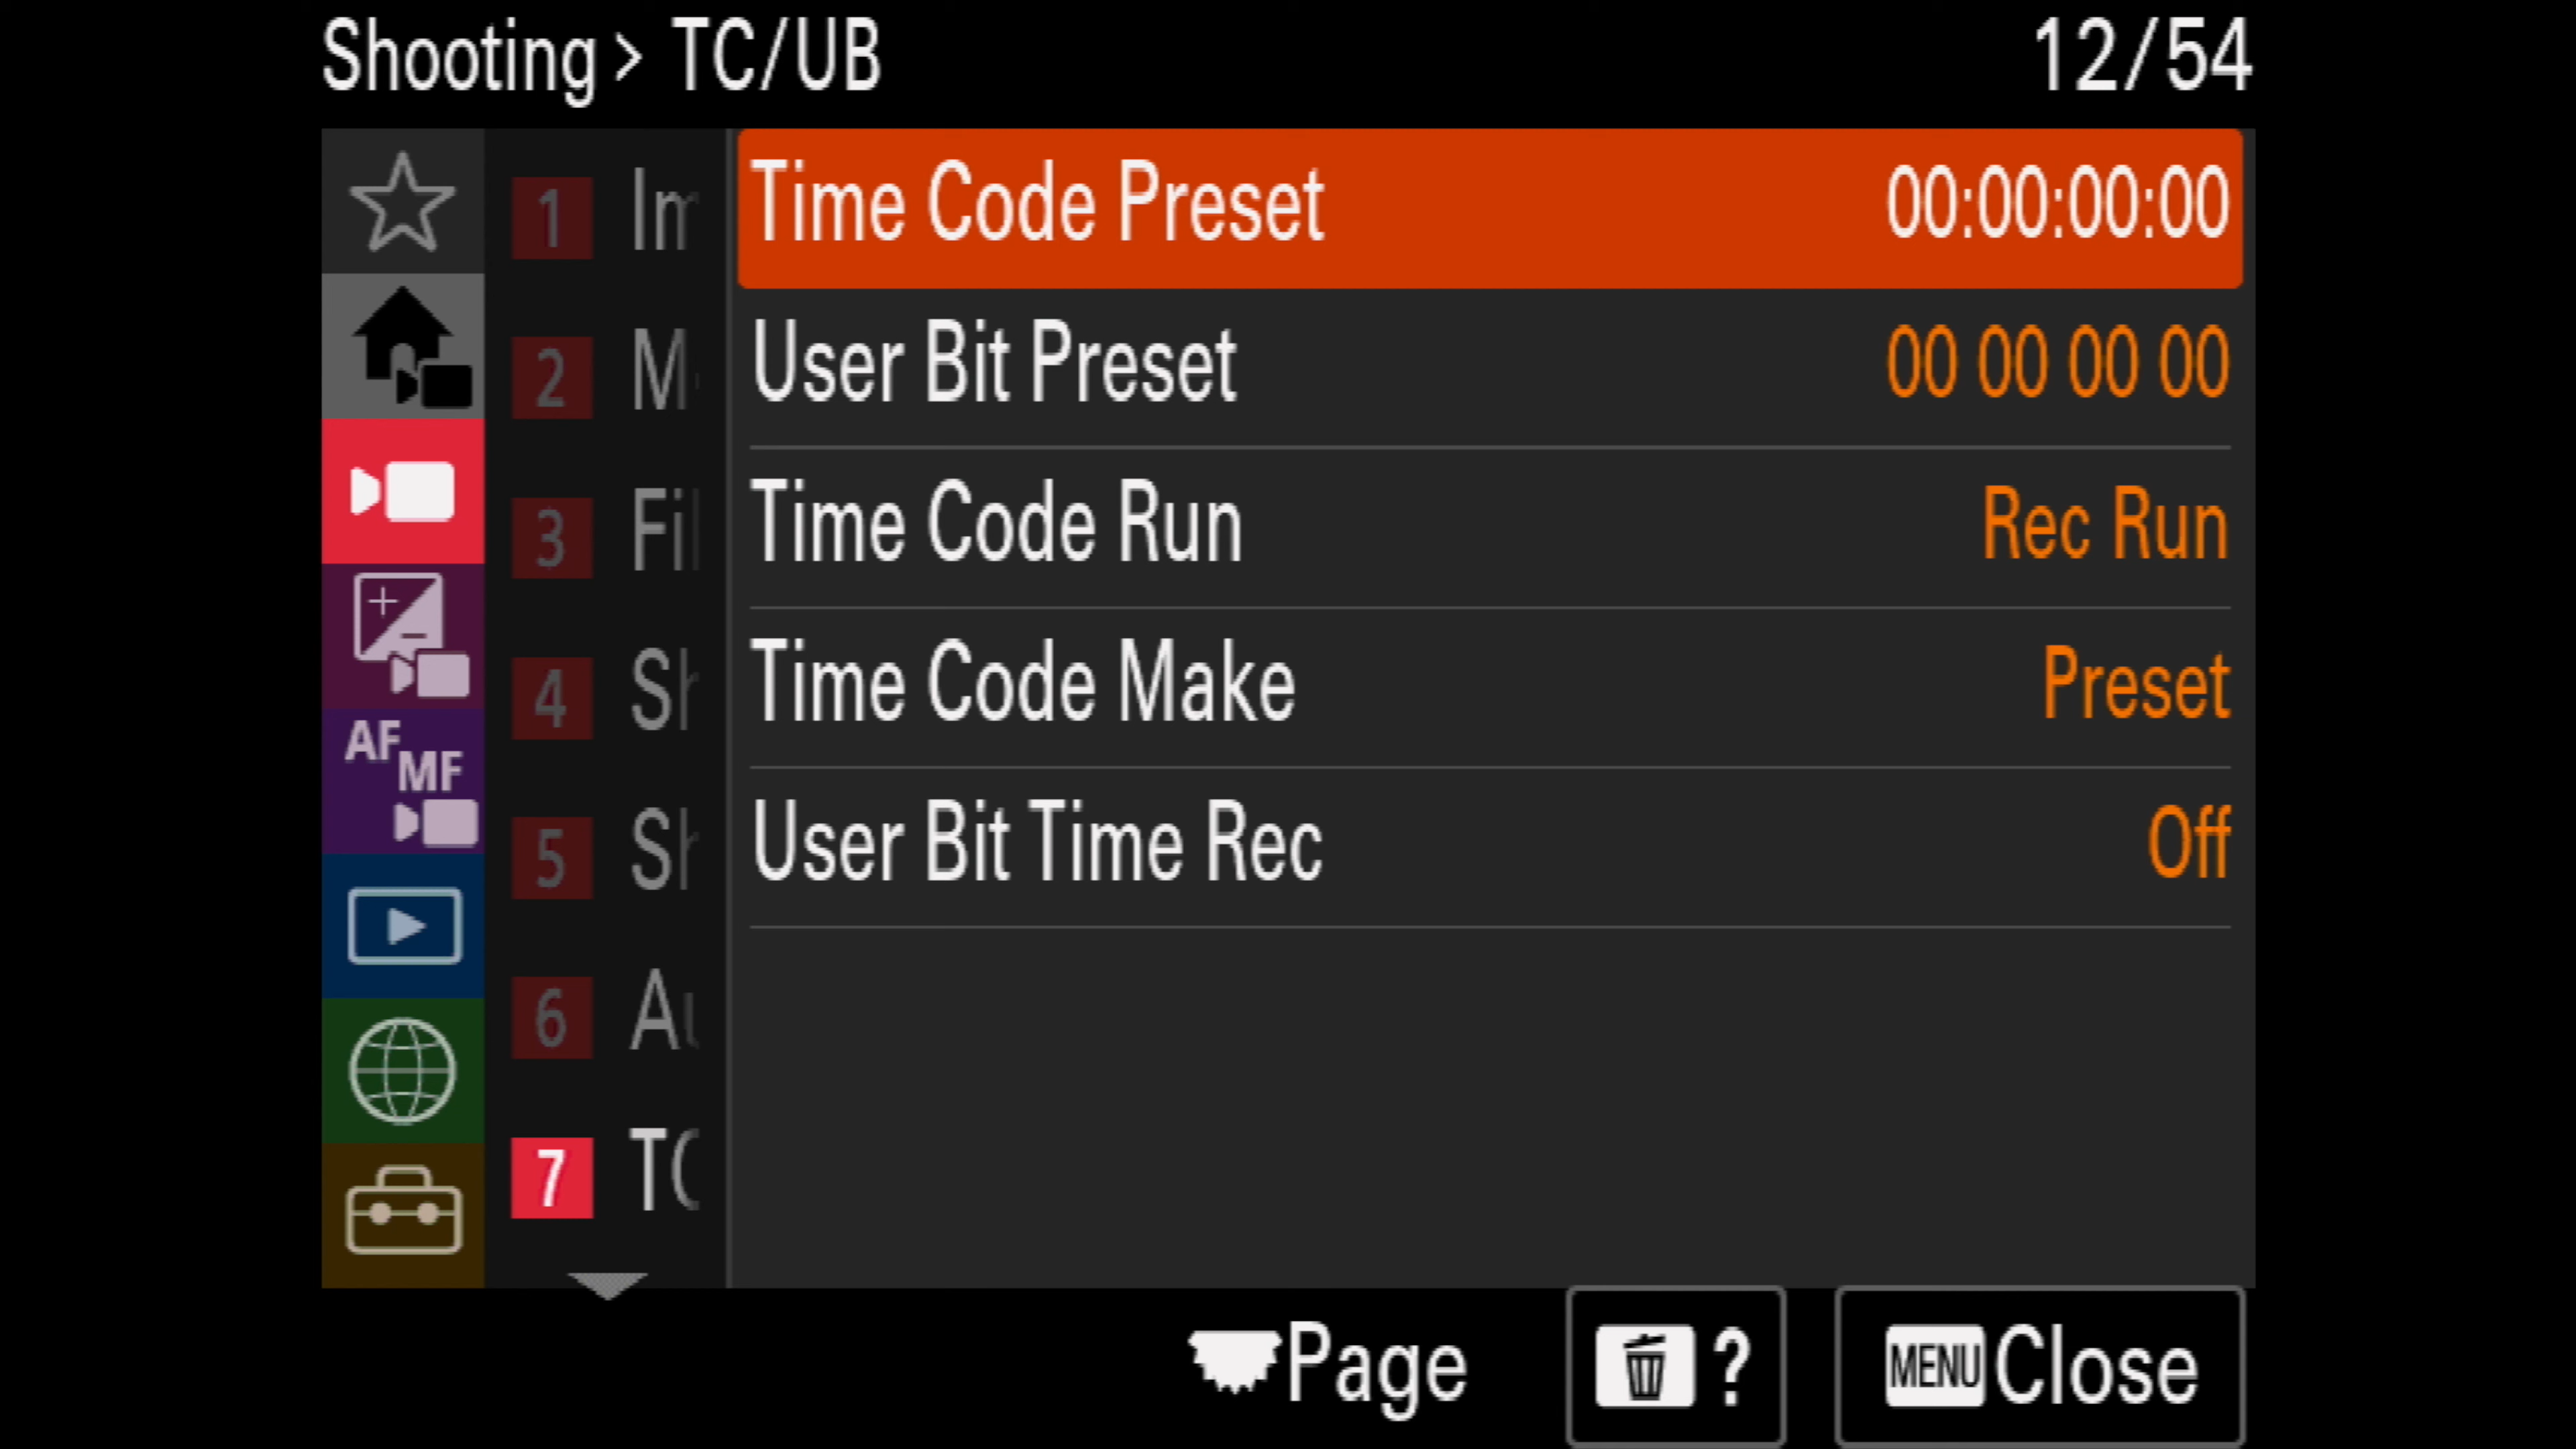 Shooting > TC/UB 12/54
1
2
3
4
5
6
7
Time Code Preset 00:00:00:00
User Bit Preset 00 00 00 00
Time Code Run Rec Run
Time Code Make Preset
User Bit Time Rec Off
AF MF
Page ? MENU Close